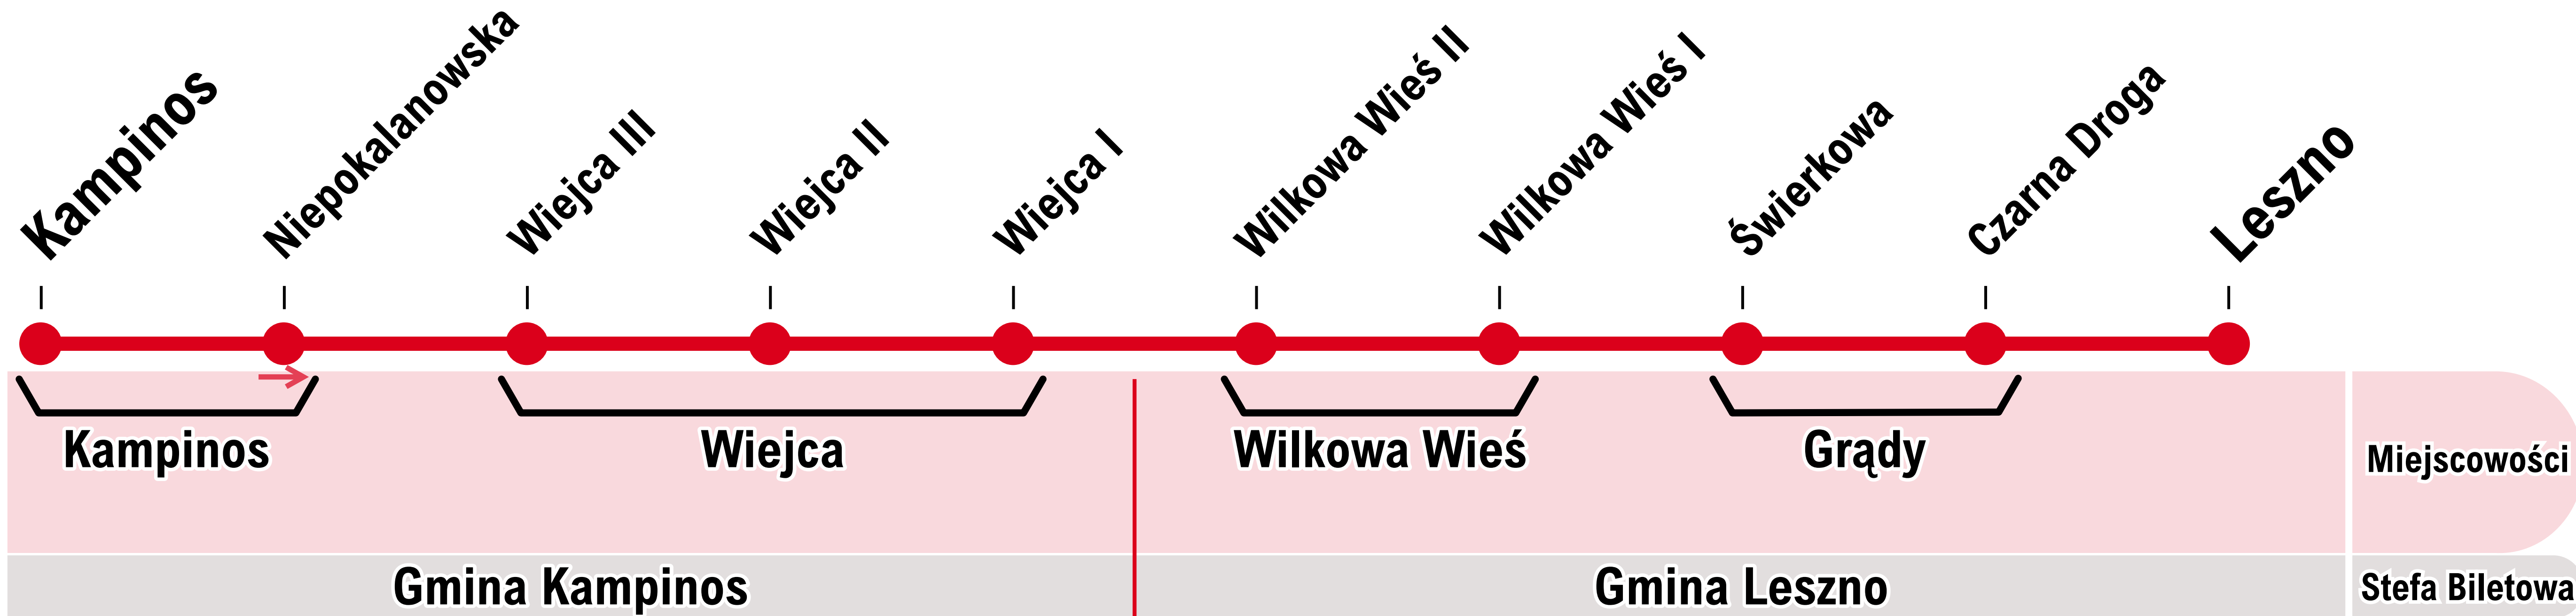 Kampinos
Niepokalanowska
Wiejca III
Wiejca II
Wiejca I
Wilkowa Wieś II
Wilkowa Wieś I
Świerkowa
Czarna Droga
Leszno
Kampinos
Wiejca
Wilkowa Wieś
Grądy
Miejscowości
Gmina Kampinos
Gmina Leszno
Stefa Biletowa